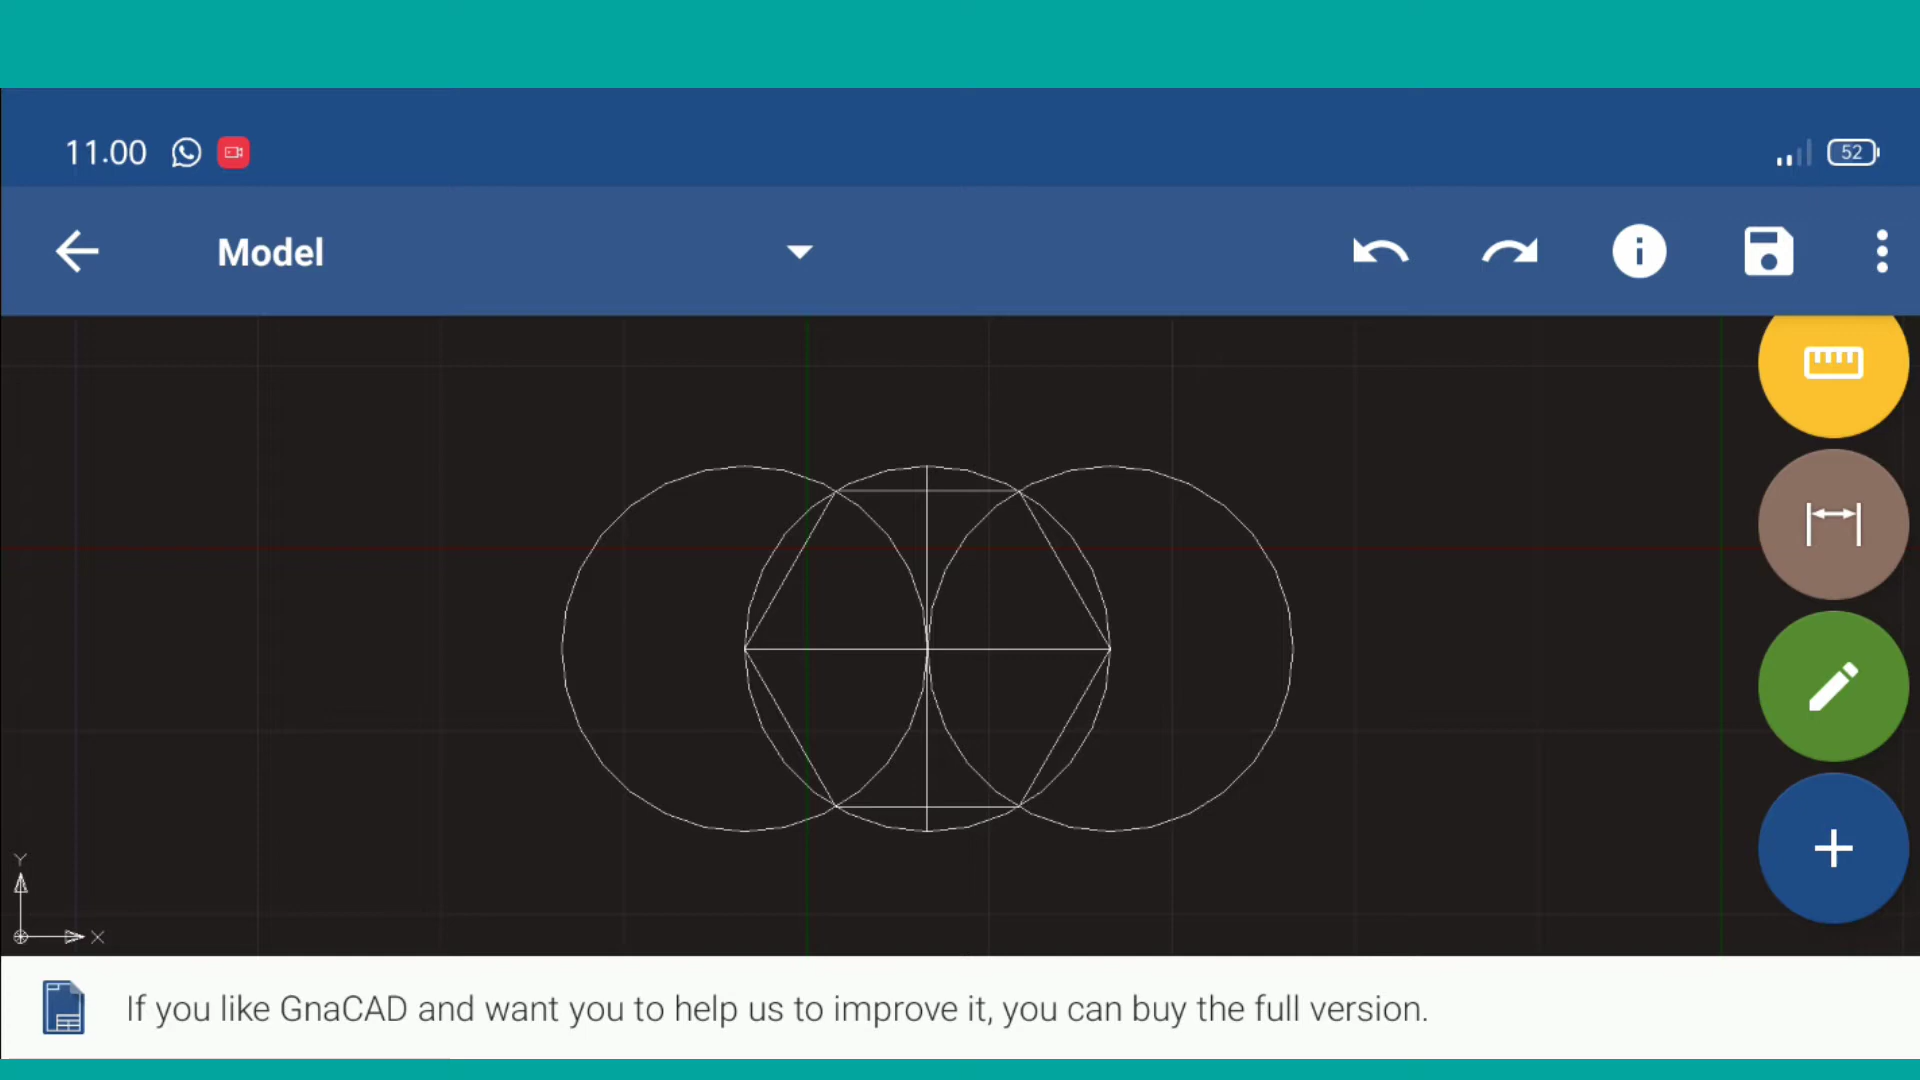 11.00
52
Model
Y
X
If you like GnaCAD and want you to help us to improve it, you can buy the full version.